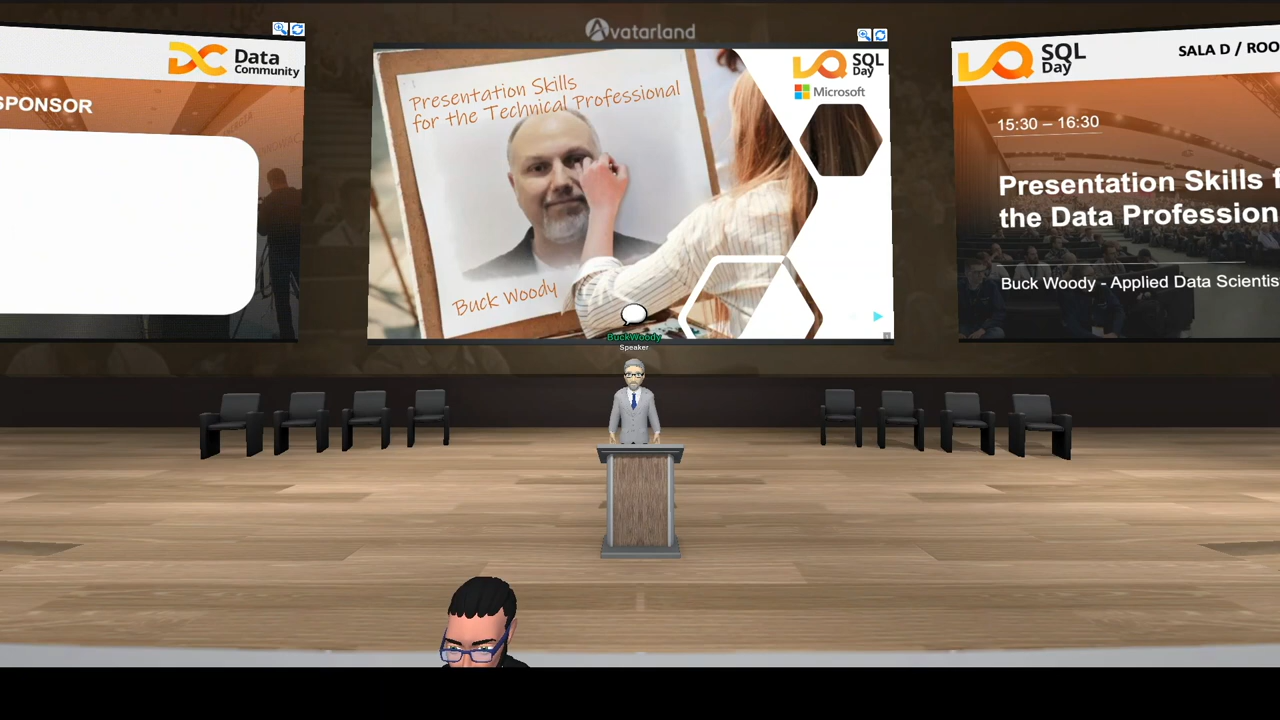 Avatarland
Data
Community
SPONSOR
Presentation Skills
for the Technical Professional
Buck Woody
SQL
Day
Microsoft
SQL
Day
SALA D / ROO
15:30 – 16:30
Presentation Skills f
the Data Profession
Buck Woody - Applied Data Scientis
BuckWoody
Speaker